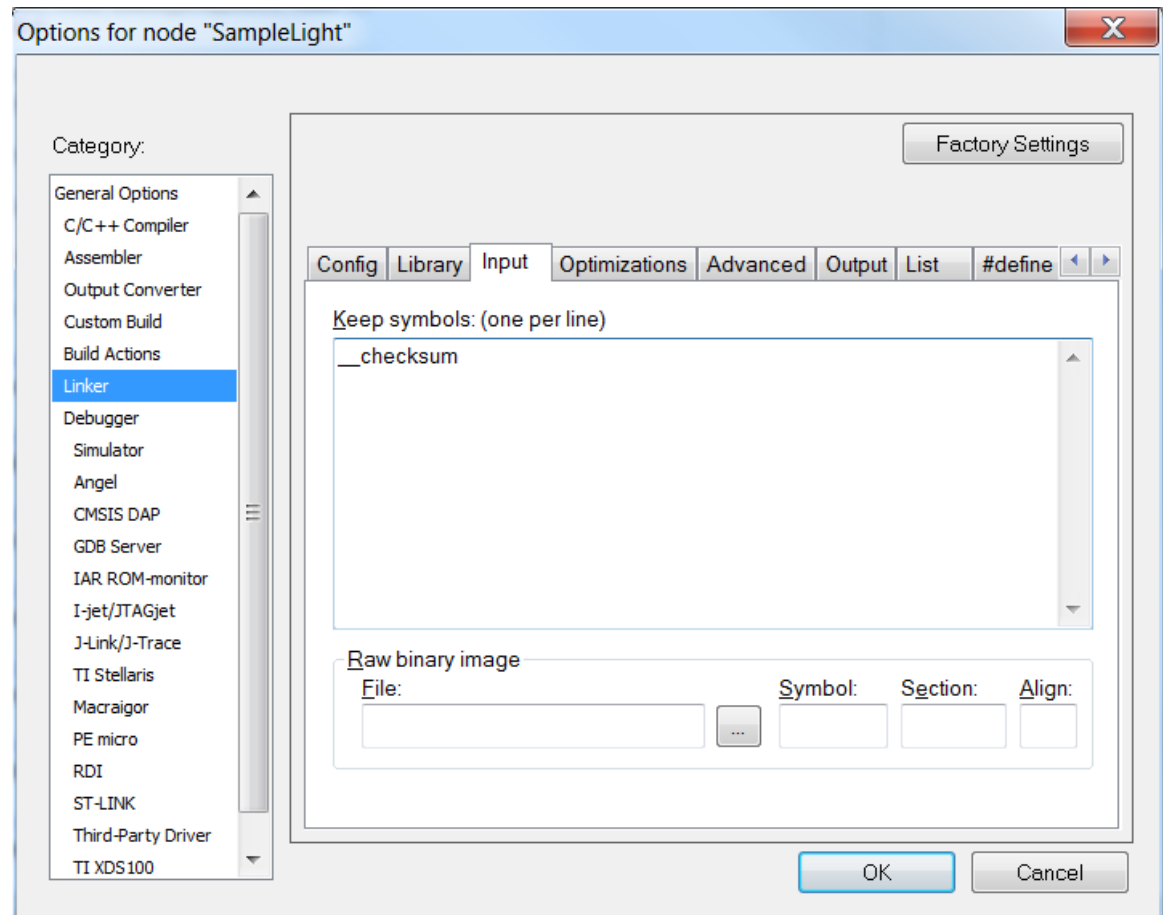 Options for node "SampleLight"
X
Category:
Factory Settings
General Options
C/C++ Compiler
Assembler
Output Converter
Custom Build
Build Actions
Linker
Debugger
Simulator
Angel
CMSIS DAP
GDB Server
IAR ROM-monitor
I-jet/JTAGjet
J-Link/J-Trace
TI Stellaris
Macraigor
PE micro
RDI
ST-LINK
Third-Party Driver
TI XDS100
Config Library Input Optimizations Advanced Output List #define
Keep symbols: (one per line)
__checksum
Raw binary image
File: Symbol: Section: Align:
...
OK Cancel